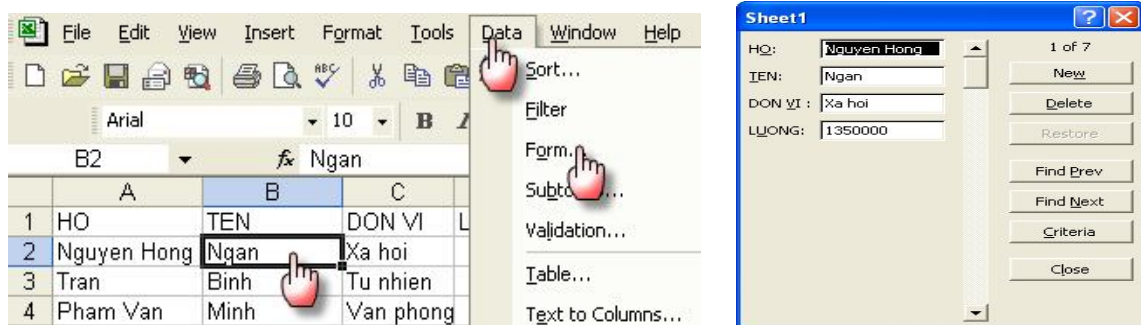 File Edit View Insert Format Tools Data Window Help
Arial 10 B I
B2 fx Ngan
A B C
1 HO TEN DON VI L
2 Nguyen Hong Ngan Xa hoi
3 Tran Binh Tu nhien
4 Pham Van Minh Van phong
Sort...
Filter
Form...
Validation...
Table...
Text to Columns...
Sheet1
HO: Nguyen Hong
TEN: Ngan
DON VI : Xa hoi
LUONG: 1350000
1 of 7
New
Delete
Restore
Find Prev
Find Next
Criteria
Close